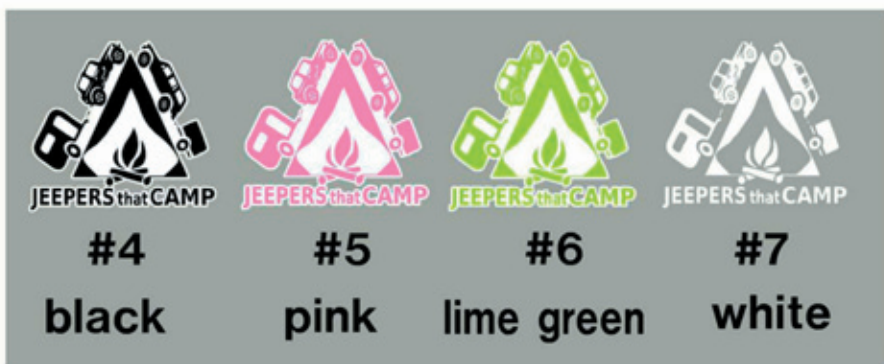 JEEPERS that CAMP JEEPERS that CAMP JEEPERS that CAMP JEEPERS that CAMP
#4 #5 #6 #7
black pink lime green white